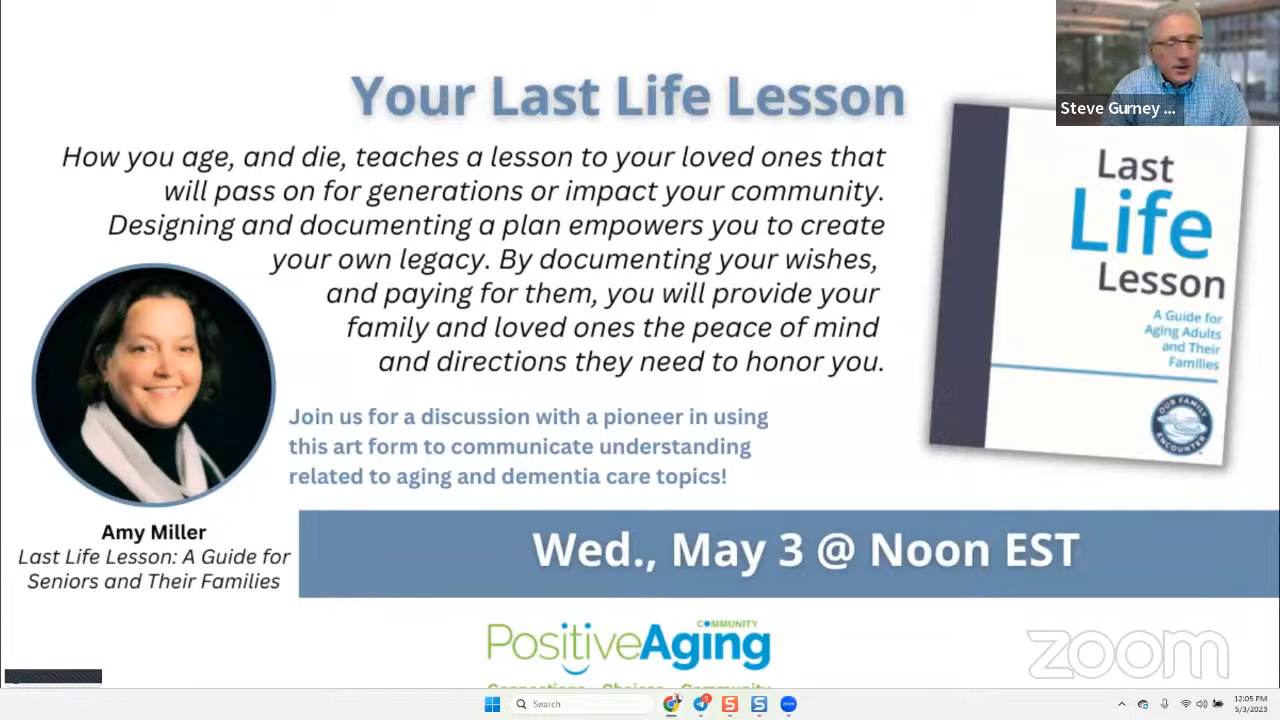 Your Last Life Lesson
How you age, and die, teaches a lesson to your loved ones that
will pass on for generations or impact your community.
Designing and documenting a plan empowers you to create
your own legacy. By documenting your wishes,
and paying for them, you will provide your
family and loved ones the peace of mind
and directions they need to honor you.
Join us for a discussion with a pioneer in using
this art form to communicate understanding
related to aging and dementia care topics!
Amy Miller
Last Life Lesson: A Guide for
Seniors and Their Families
Steve Gurney ...
Last
Life
Lesson
A Guide for
Aging Adults
and Their
Families
OUR FAMILY
ENCOUNTER
Wed., May 3 @ Noon EST
COMMUNITY
PositiveAging
Connections Choices Community
zoom
Search
12:05 PM
5/3/2023